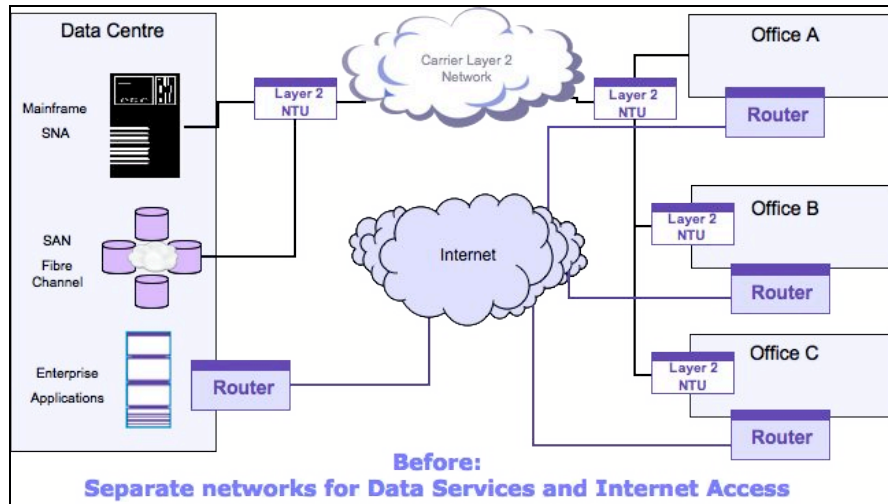 Data Centre
Mainframe
SNA
SAN
Fibre
Channel
Enterprise
Applications
Layer 2
NTU
Router
Carrier Layer 2
Network
Internet
Layer 2
NTU
Office A
Router
Layer 2
NTU
Office B
Router
Layer 2
NTU
Office C
Router
Before:
Separate networks for Data Services and Internet Access